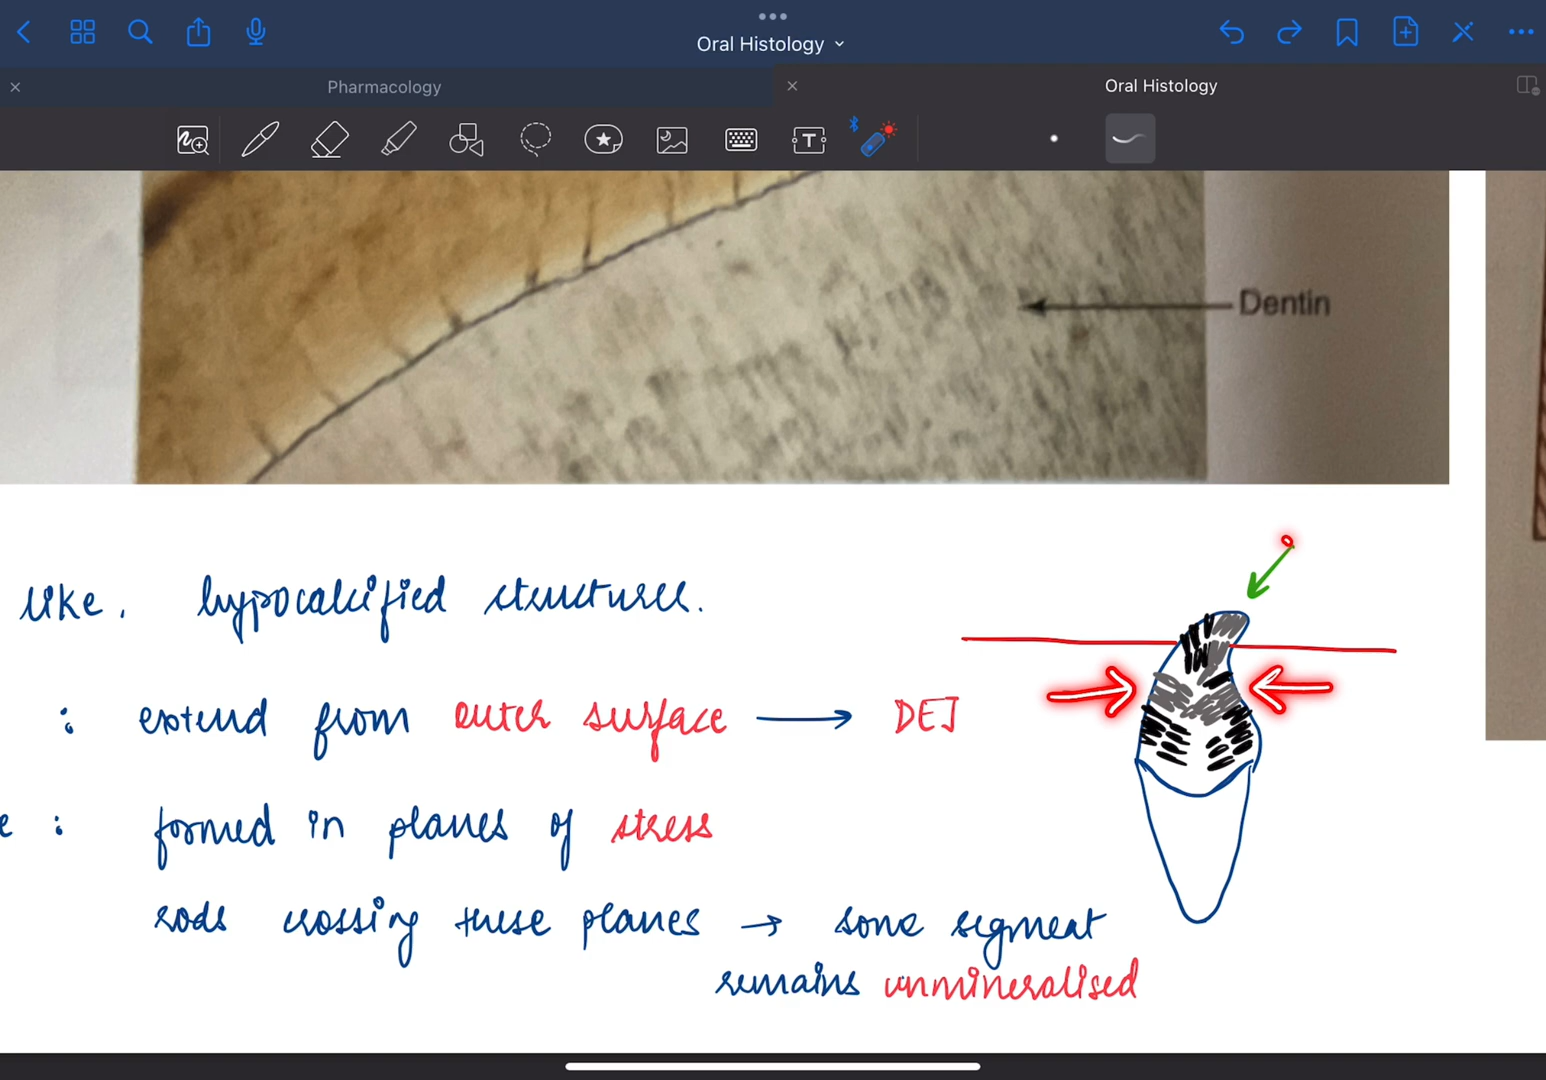 Oral Histology
Pharmacology
Oral Histology
T
Dentin
like. hypocalcified structures.
: extend from outer surface → DEJ
e : formed in planes of stress
rods crossing these planes → some segment
remains unmineralised